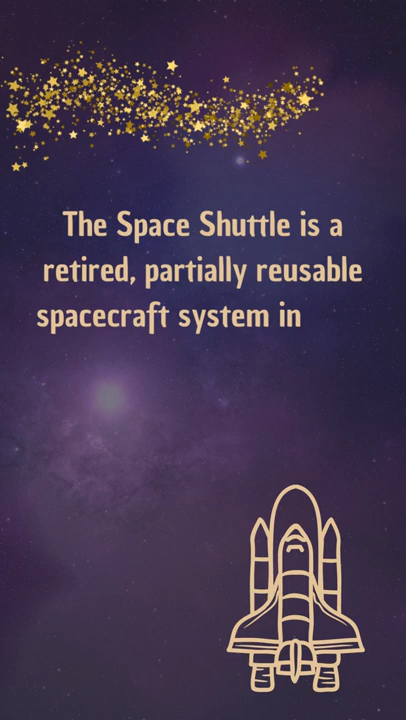 The Space Shuttle is a
retired, partially reusable
spacecraft system in